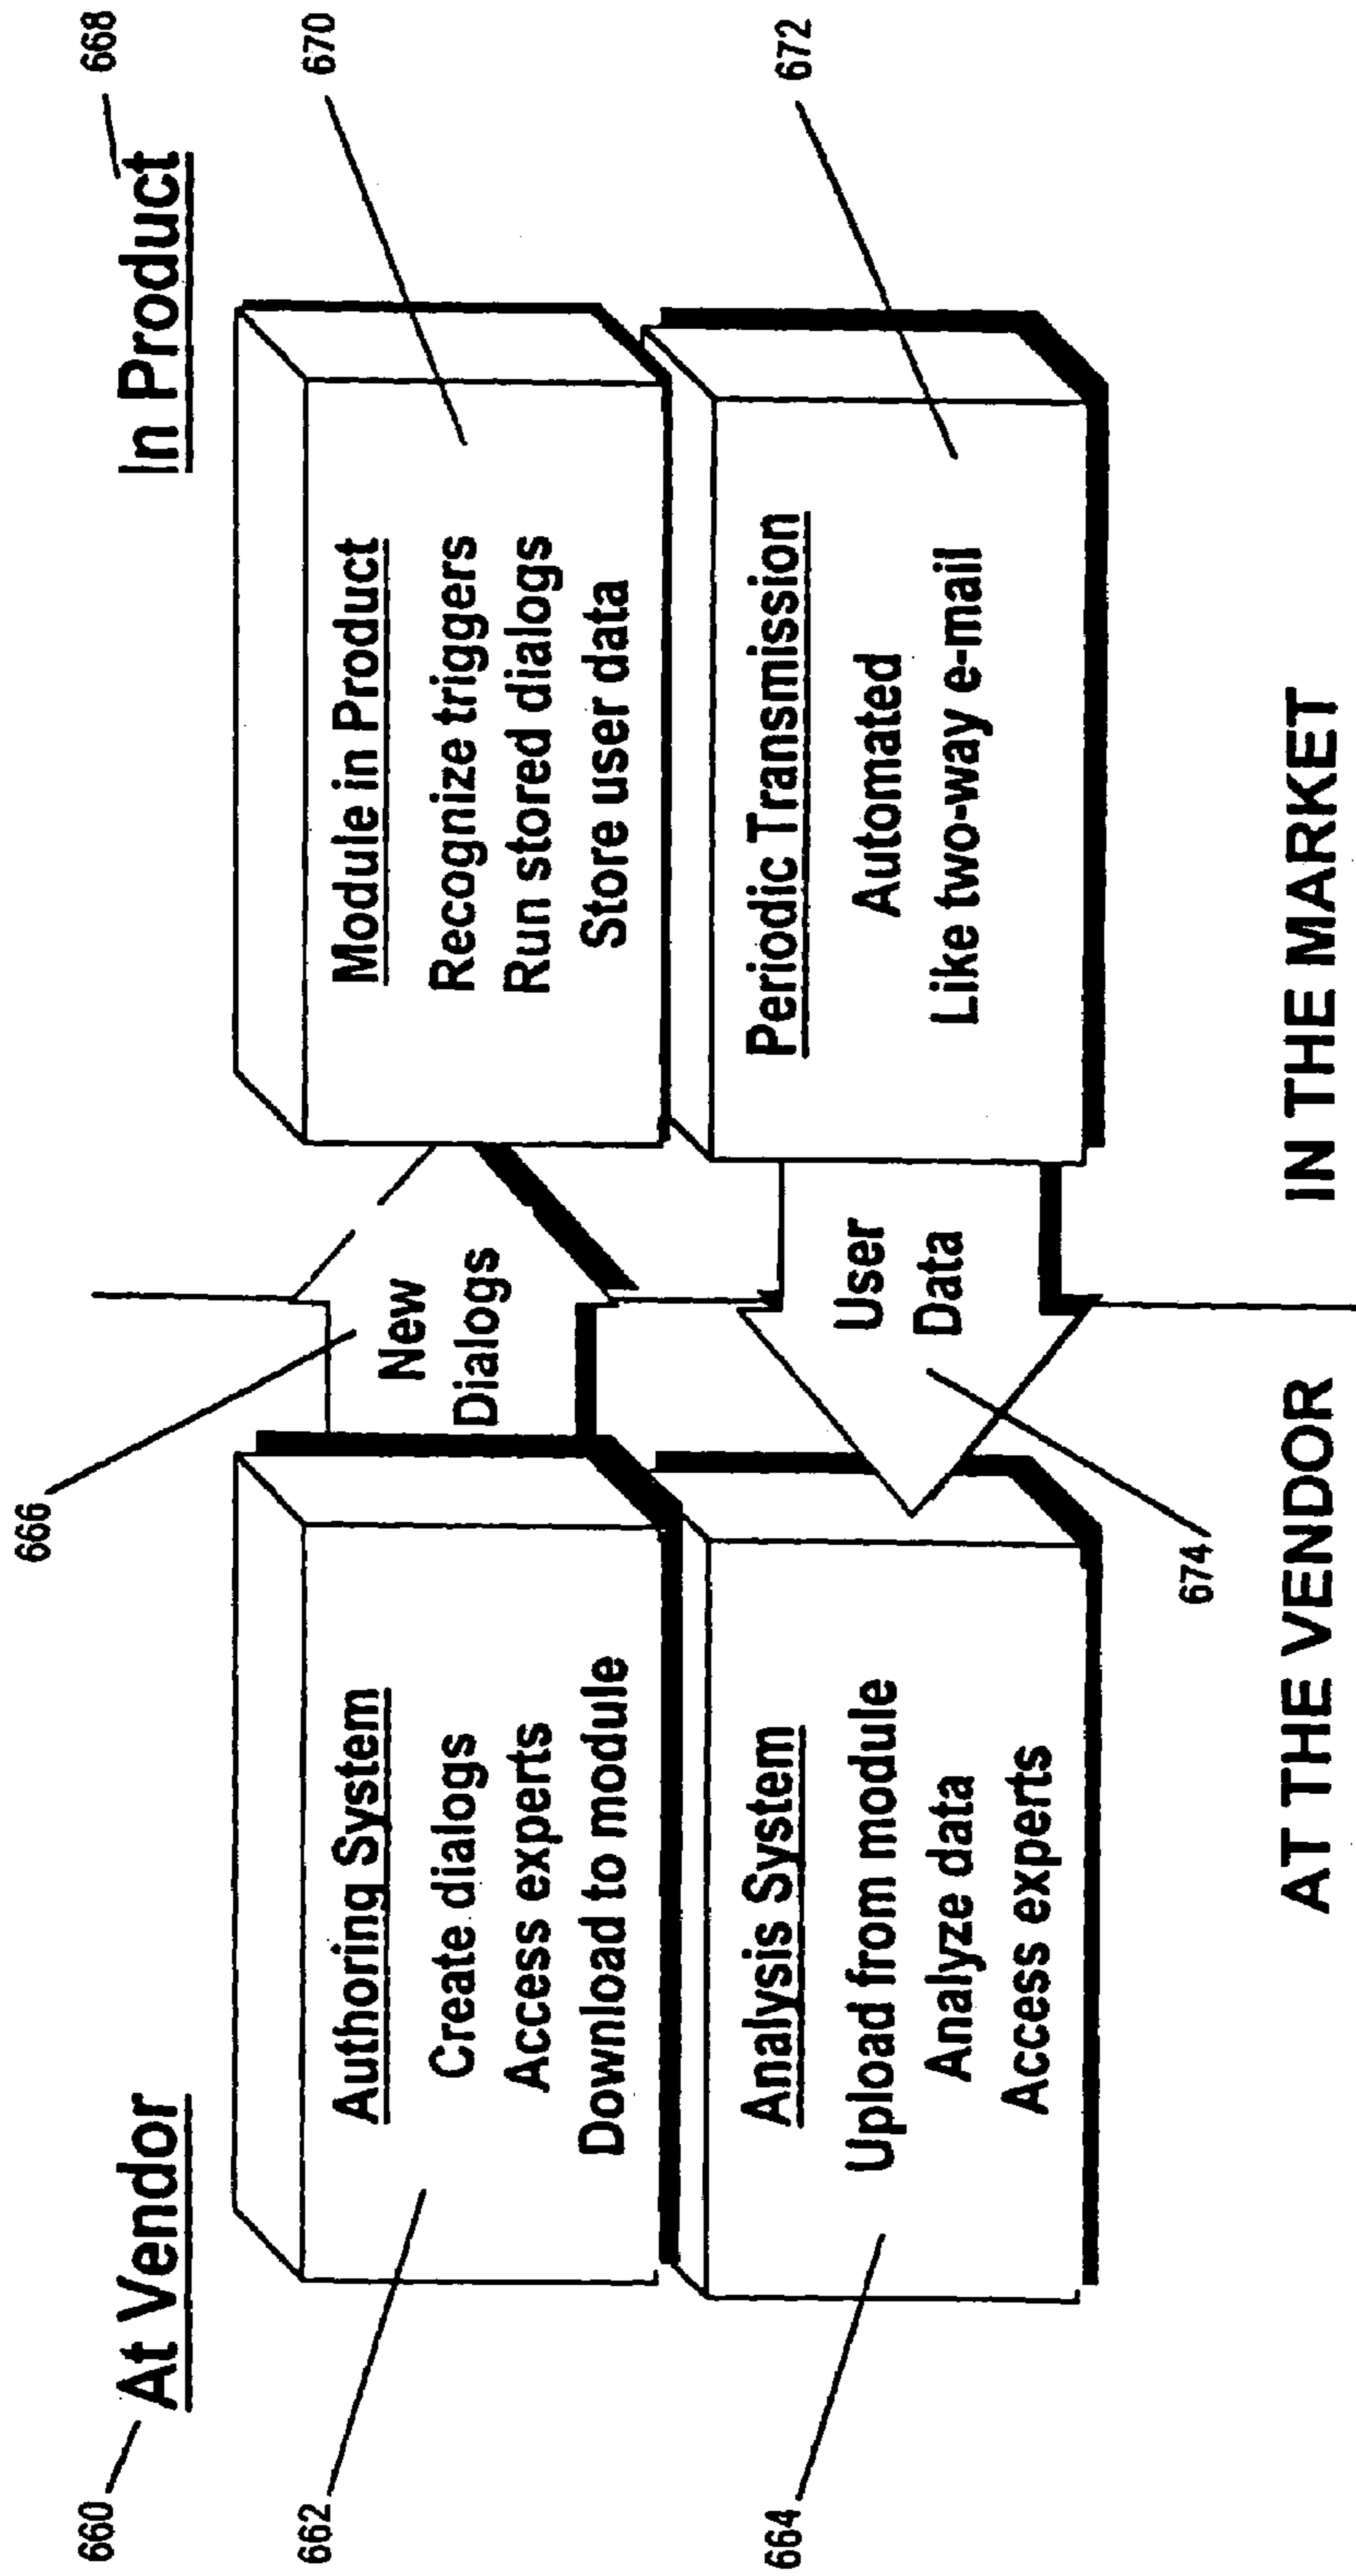 660
At Vendor
666
In Product
668
662
Authoring System
Create dialogs
Access experts
Download to module
New
Dialogs
Module in Product
Recognize triggers
Run stored dialogs
Store user data
670
664
Analysis System
Upload from module
Analyze data
Access experts
User
Data
674
Periodic Transmission
Automated
Like two-way e-mail
672
AT THE VENDOR
IN THE MARKET